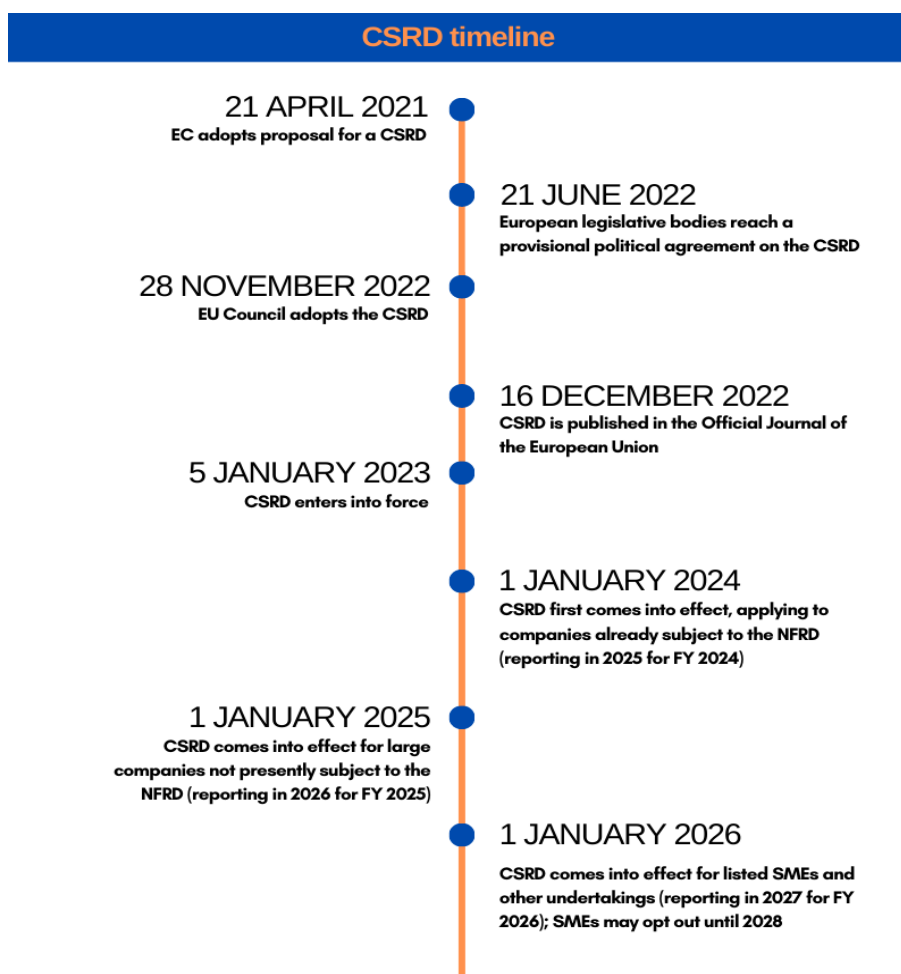 CSRD timeline
21 APRIL 2021
EC adopts proposal for a CSRD
21 JUNE 2022
European legislative bodies reach a
provisional political agreement on the CSRD
28 NOVEMBER 2022
EU Council adopts the CSRD
16 DECEMBER 2022
CSRD is published in the Official Journal of
the European Union
5 JANUARY 2023
CSRD enters into force
1 JANUARY 2024
CSRD first comes into effect, applying to
companies already subject to the NFRD
(reporting in 2025 for FY 2024)
1 JANUARY 2025
CSRD comes into effect for large
companies not presently subject to the
NFRD (reporting in 2026 for FY 2025)
1 JANUARY 2026
CSRD comes into effect for listed SMEs and
other undertakings (reporting in 2027 for FY
2026); SMEs may opt out until 2028